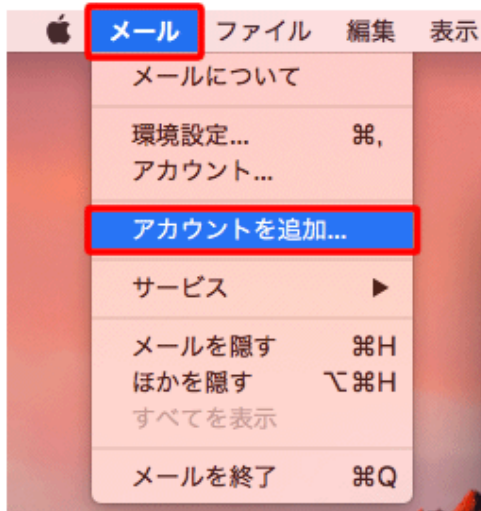 メール ファイル 編集 表示
メールについて
環境設定... ⌘,
アカウント...
アカウントを追加...
サービス ▶
メールを隠す ⌘H
ほかを隠す ⌥⌘H
すべてを表示
メールを終了 ⌘Q